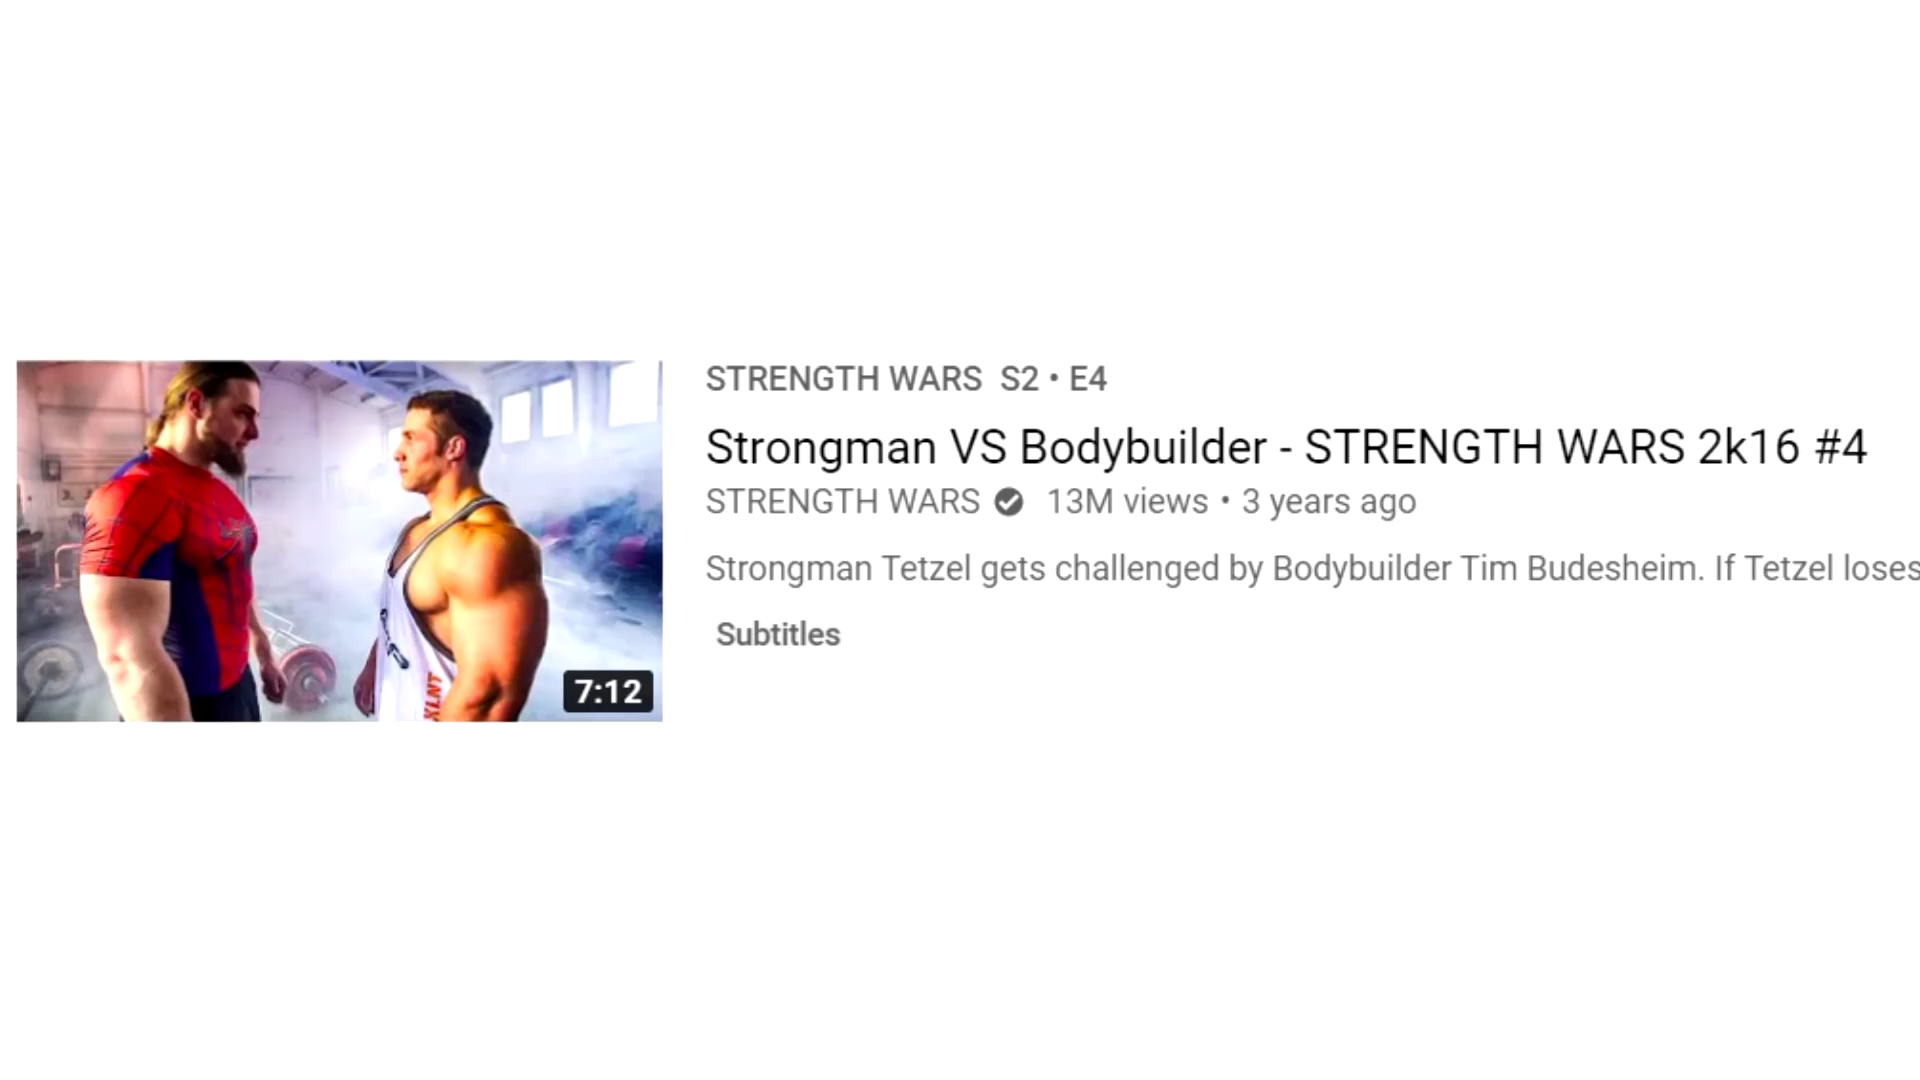 STRENGTH WARS S2 • E4
Strongman VS Bodybuilder - STRENGTH WARS 2k16 #4
STRENGTH WARS 13M views • 3 years ago
Strongman Tetzel gets challenged by Bodybuilder Tim Budesheim. If Tetzel loses
Subtitles
XLNT
7:12